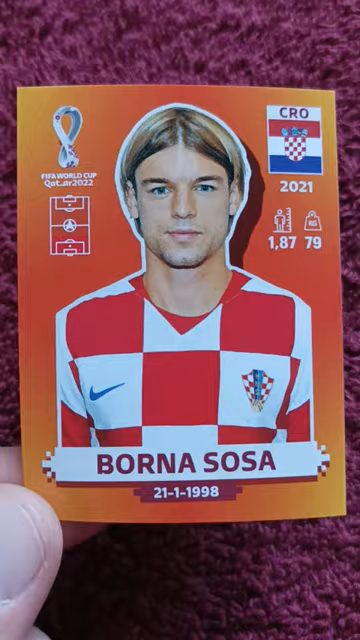 CRO
FIFA WORLD CUP
Qatar2022
2021
KG
1,87 79
BORNA SOSA
21-1-1998